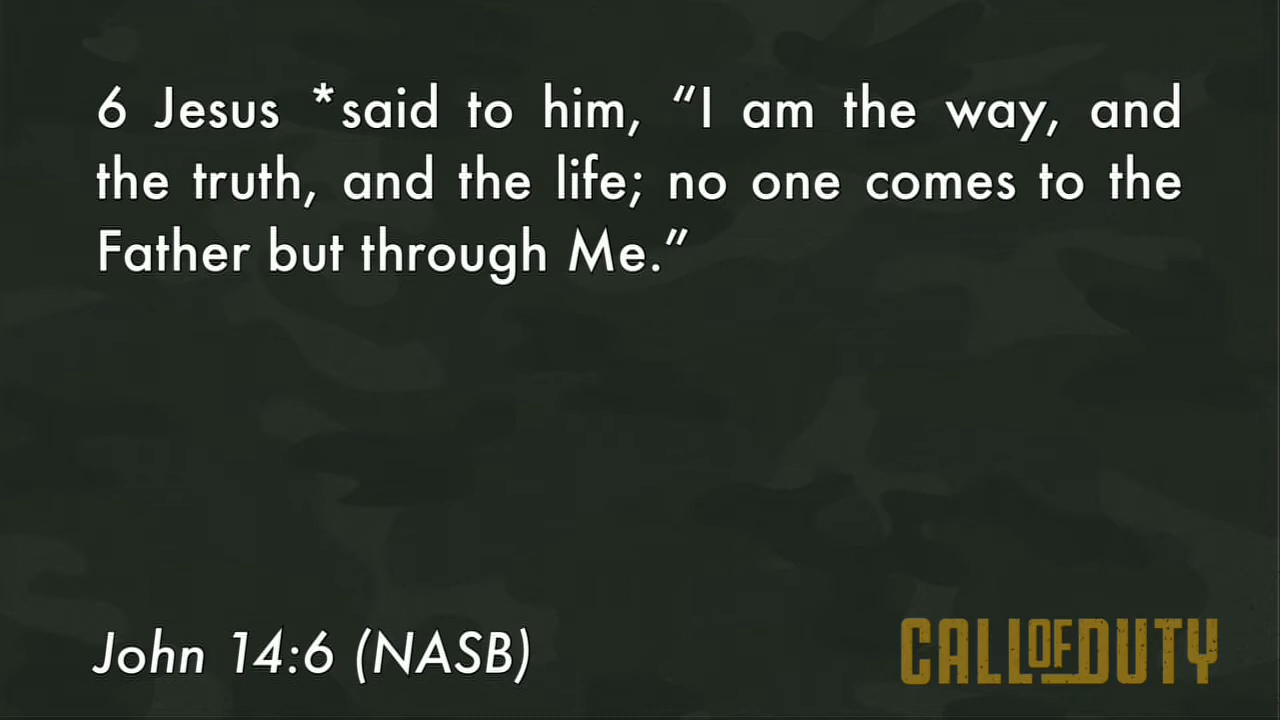 6 Jesus *said to him, “I am the way, and
the truth, and the life; no one comes to the
Father but through Me.”
John 14:6 (NASB)
CALL OF DUTY